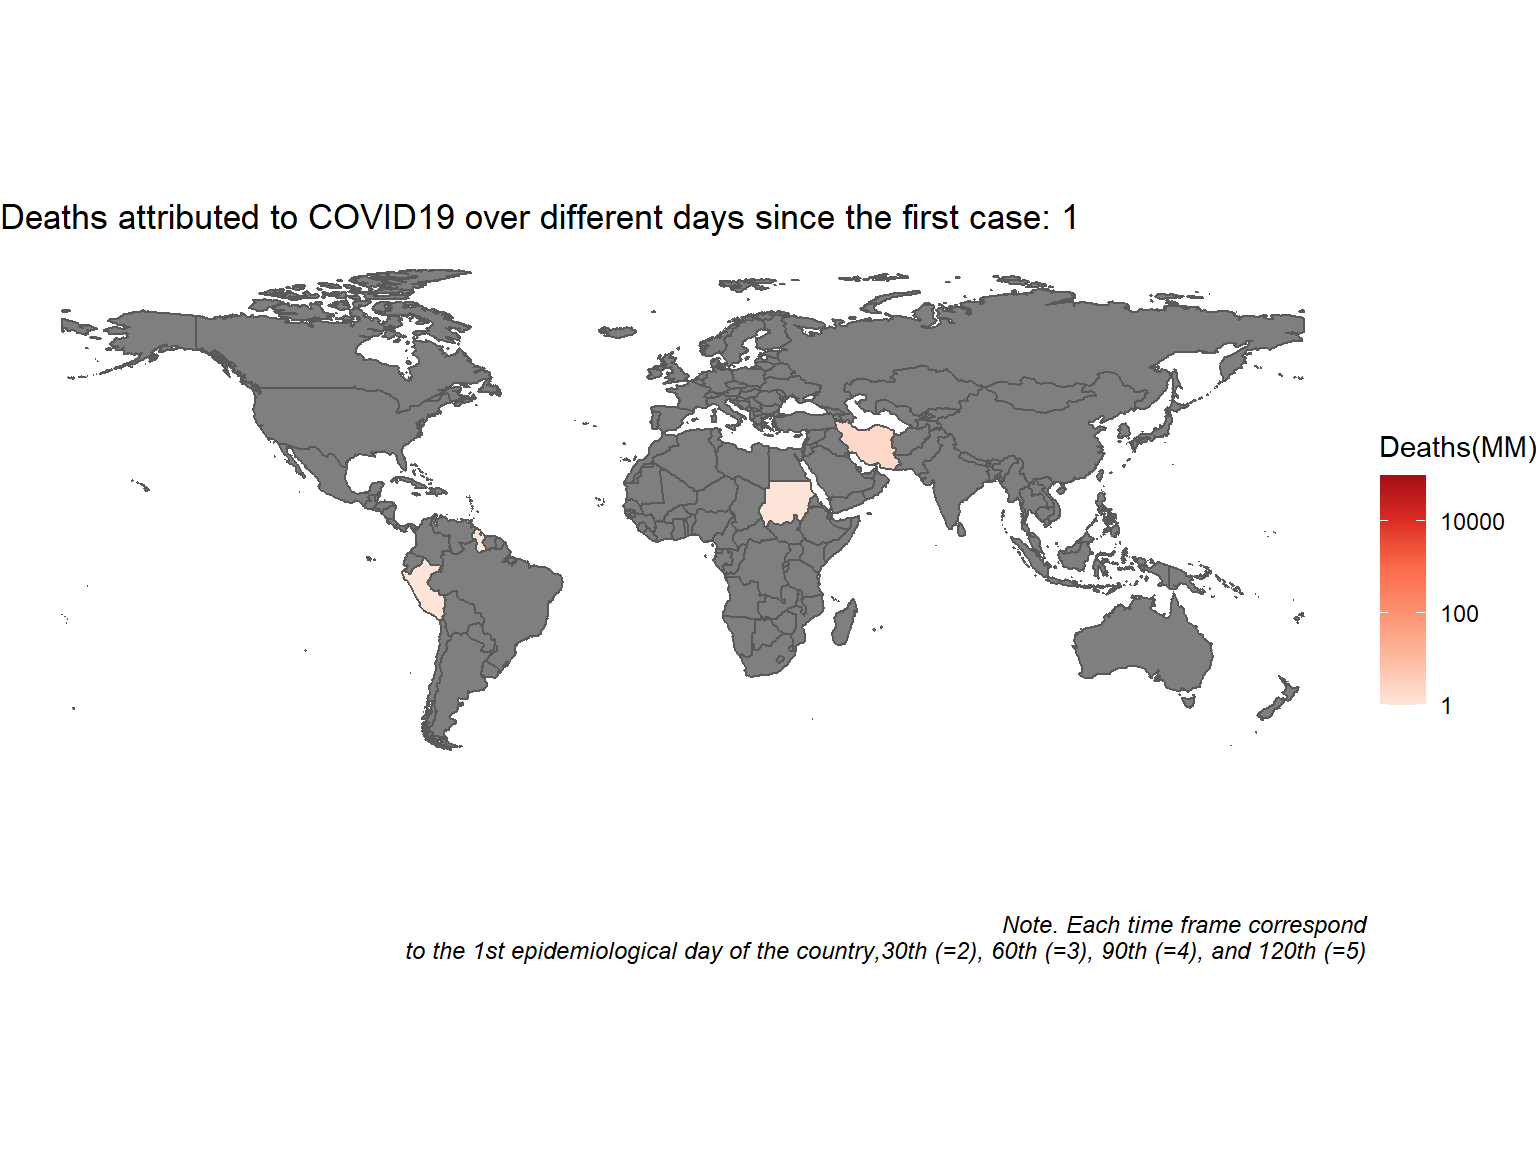 Deaths attributed to COVID19 over different days since the first case: 1
Deaths(MM)
10000
100
1
Note. Each time frame correspond
to the 1st epidemiological day of the country,30th (=2), 60th (=3), 90th (=4), and 120th (=5)